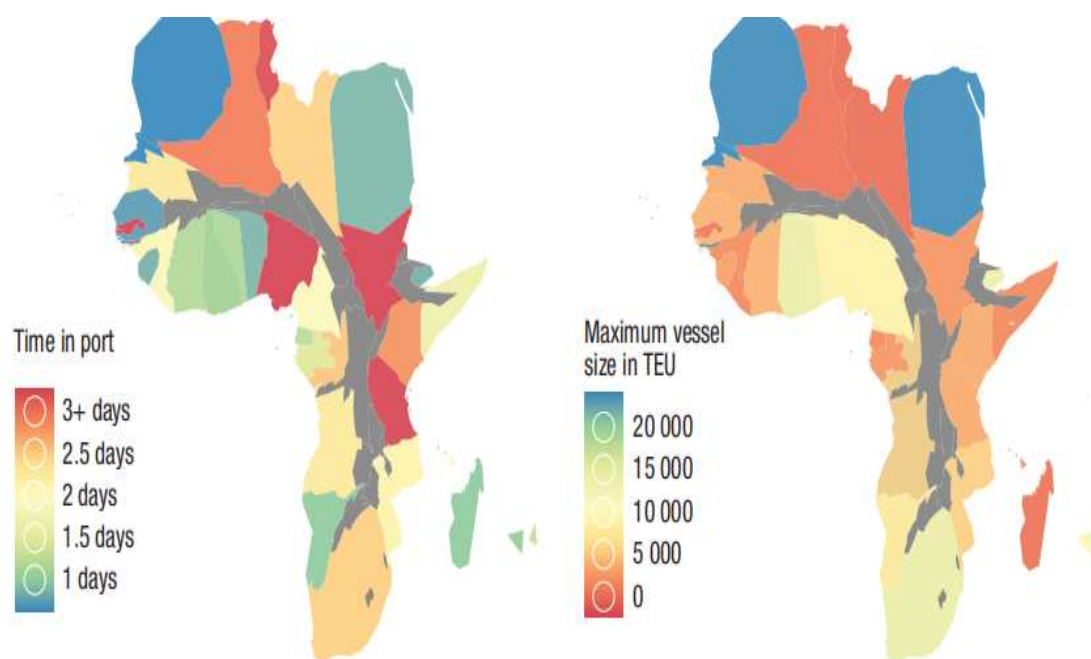 Time in port
3+ days
2.5 days
2 days
1.5 days
1 days
Maximum vessel
size in TEU
20 000
15 000
10 000
5 000
0